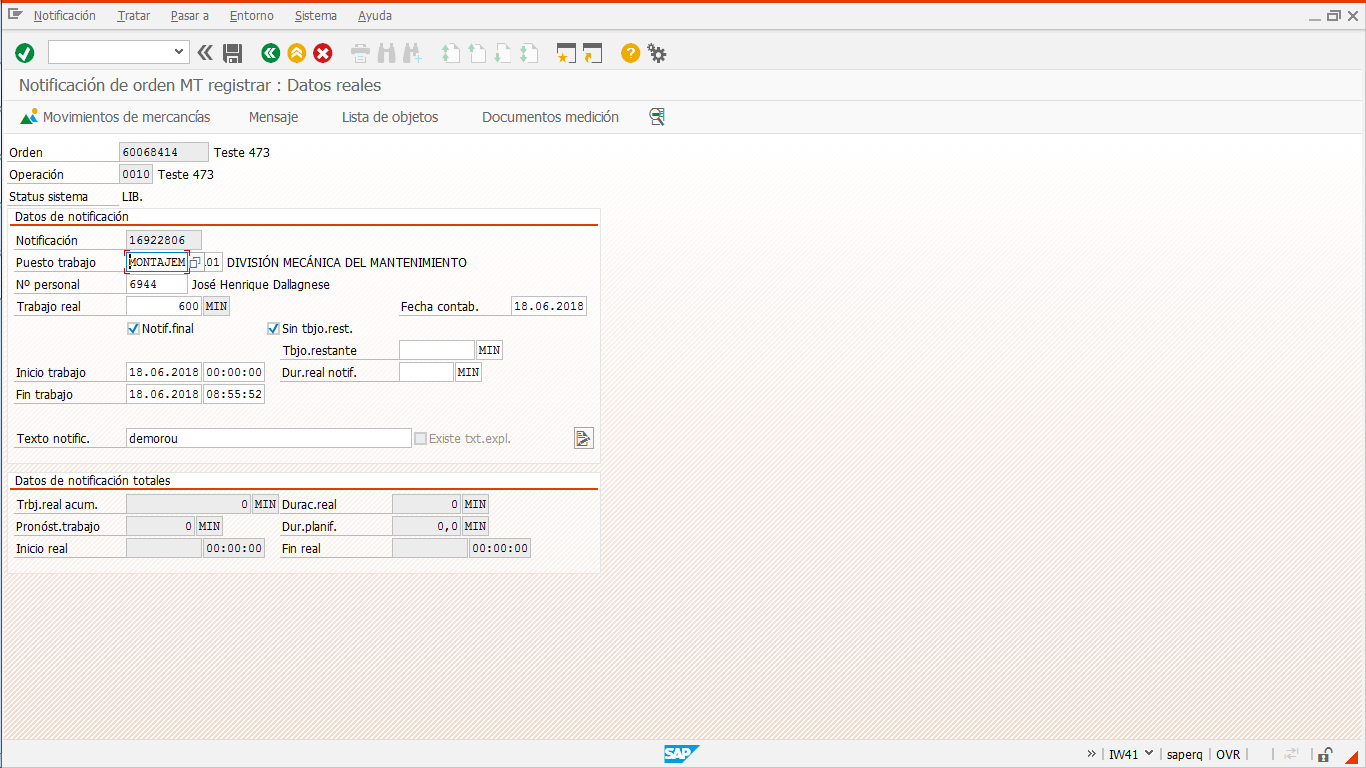 Notificación Tratar Pasar a Entorno Sistema Ayuda
Notificación de orden MT registrar : Datos reales
Movimientos de mercancías Mensaje Lista de objetos Documentos medición
Orden 60068414 Teste 473
Operación 0010 Teste 473
Status sistema LIB.
Datos de notificación
Notificación 16922806
Puesto trabajo MONTAJEM 01 DIVISIÓN MECÁNICA DEL MANTENIMIENTO
Nº personal 6944 José Henrique Dallagnese
Trabajo real 600 MIN Fecha contab. 18.06.2018
Notif.final Sin tbjo.rest.
Tbjo.restante MIN
Inicio trabajo 18.06.2018 00:00:00 Dur.real notif. MIN
Fin trabajo 18.06.2018 08:55:52
Texto notific. demorou Existe txt.expl.
Datos de notificación totales
Trbj.real acum. 0 MIN Durac.real 0 MIN
Pronóst.trabajo 0 MIN Dur.planif. 0,0 MIN
Inicio real 00:00:00 Fin real 00:00:00
SAP IW41 saperq OVR